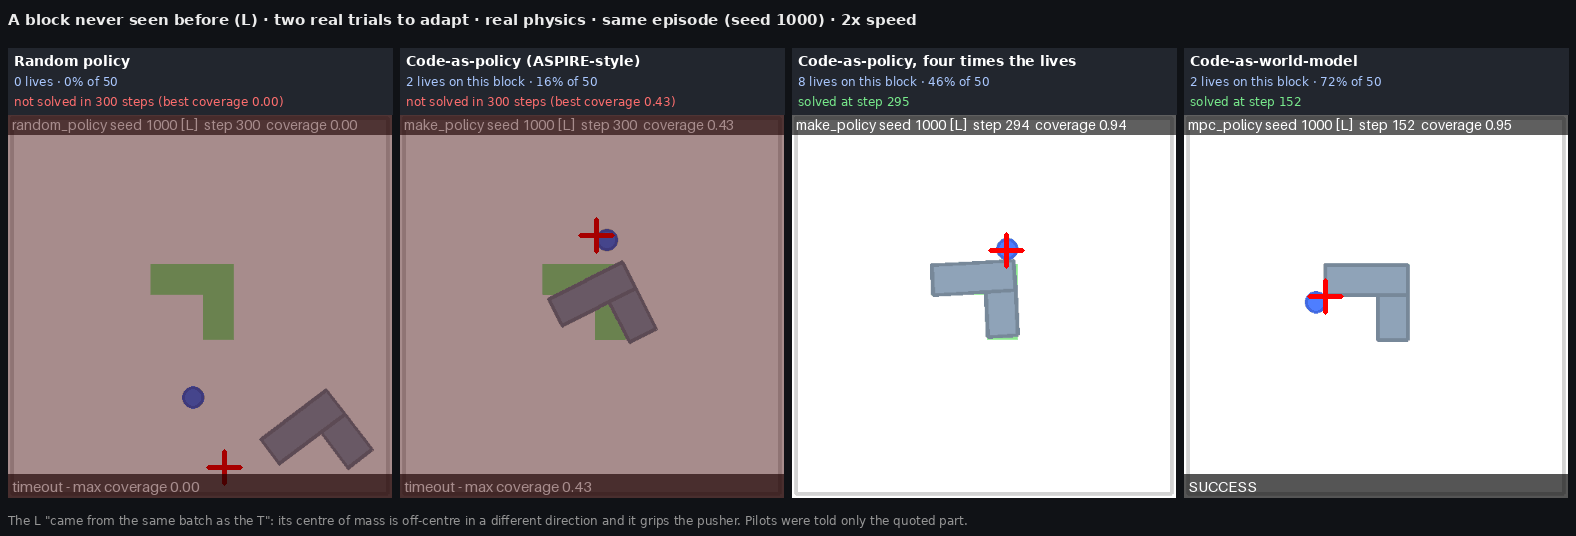 A block never seen before (L) · two real trials to adapt · real physics · same episode (seed 1000) · 2x speed
Random policy
0 lives · 0% of 50
not solved in 300 steps (best coverage 0.00)
random_policy seed 1000 [L] step 300 coverage 0.00
timeout - max coverage 0.00
Code-as-policy (ASPIRE-style)
2 lives on this block · 16% of 50
not solved in 300 steps (best coverage 0.43)
make_policy seed 1000 [L] step 300 coverage 0.43
timeout - max coverage 0.43
Code-as-policy, four times the lives
8 lives on this block · 46% of 50
solved at step 295
make_policy seed 1000 [L] step 294 coverage 0.94
Code-as-world-model
2 lives on this block · 72% of 50
solved at step 152
mpc_policy seed 1000 [L] step 152 coverage 0.95
SUCCESS
The L "came from the same batch as the T": its centre of mass is off-centre in a different direction and it grips the pusher. Pilots were told only the quoted part.